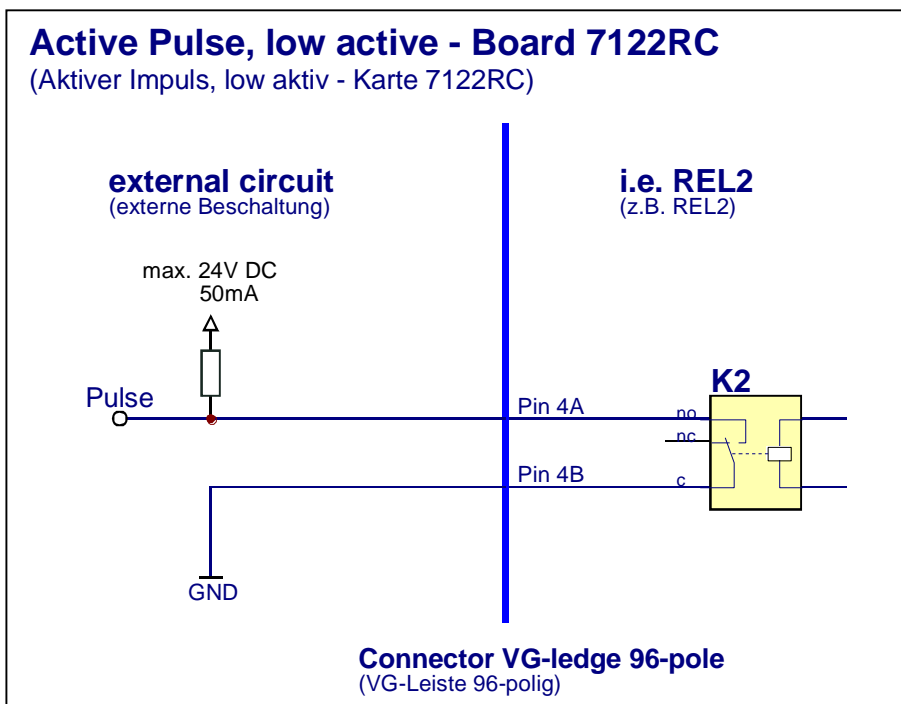 Active Pulse, low active - Board 7122RC
(Aktiver Impuls, low aktiv - Karte 7122RC)
external circuit
(externe Beschaltung)
i.e. REL2
(z.B. REL2)
max. 24V DC
50mA
K2
Pulse
Pin 4A
no
nc
Pin 4B
c
GND
Connector VG-ledge 96-pole
(VG-Leiste 96-polig)